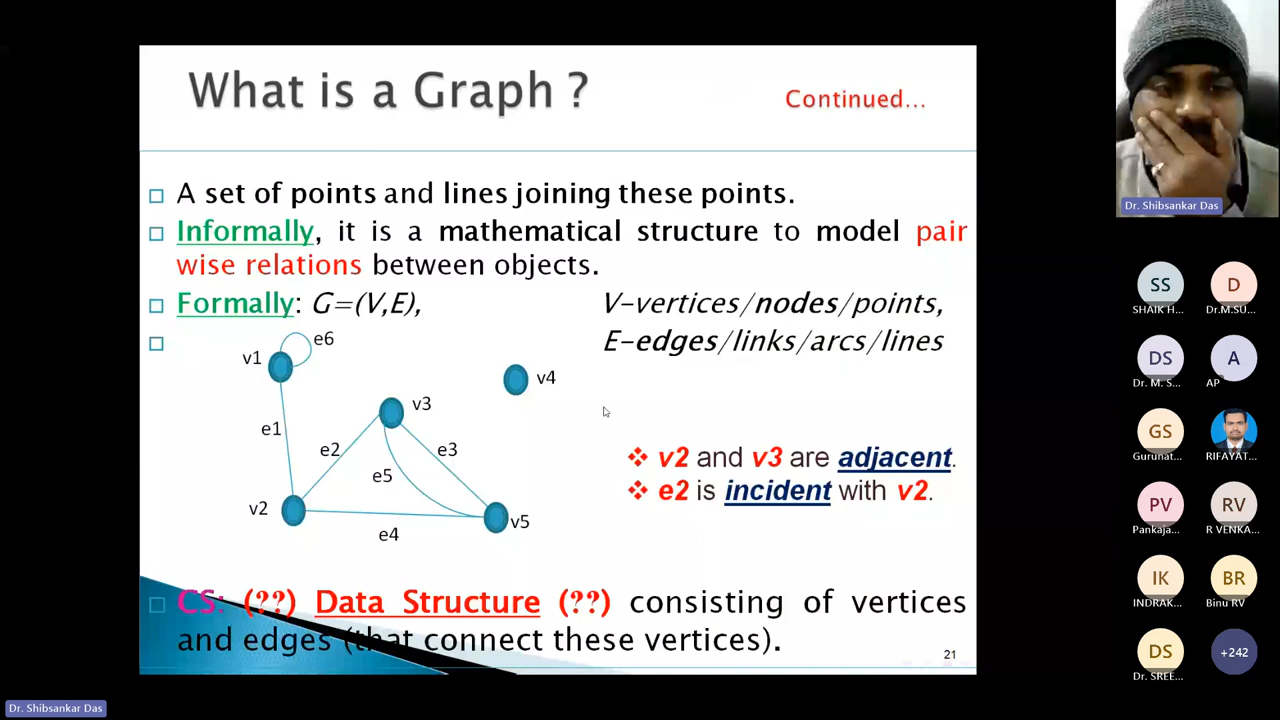 What is a Graph ?
Continued...
A set of points and lines joining these points.
Informally, it is a mathematical structure to model pair
wise relations between objects.
Formally: G=(V,E), V-vertices/nodes/points,
E-edges/links/arcs/lines
e6
v1
v4
v3
e1
e2
e3
e5
v2
v5
e4
v2 and v3 are adjacent.
e2 is incident with v2.
CS: (??) Data Structure (??) consisting of vertices
and edges (that connect these vertices).
21
Dr. Shibsankar Das
SS
SHAIK H...
D
Dr.M.SU...
DS
Dr. M. S...
A
AP
GS
Gurunat...
RIFAYAT...
PV
Pankaja...
RV
R VENKA...
IK
INDRAK...
BR
Binu RV
DS
Dr. SREE...
+242
Dr. Shibsankar Das